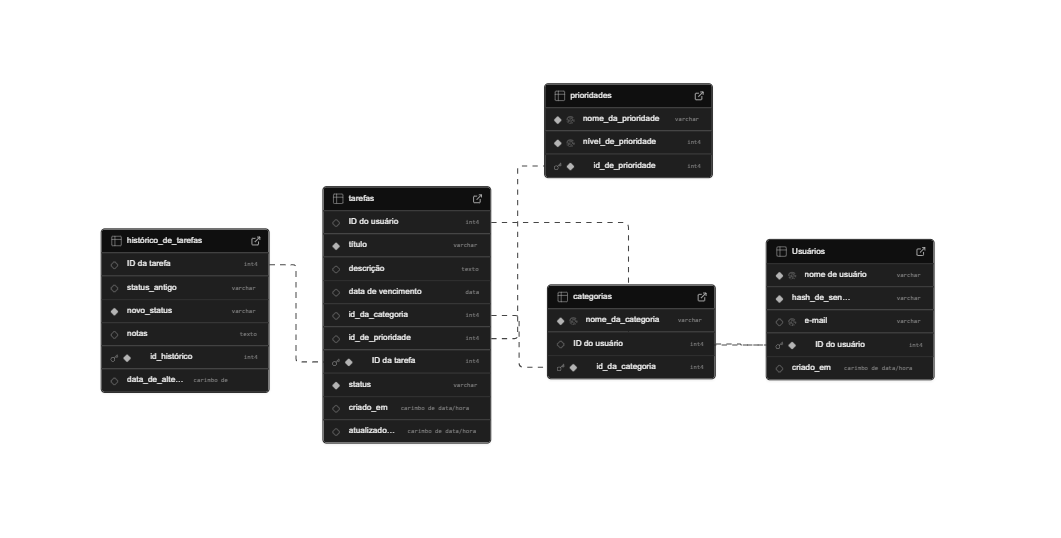 prioridades
nome_da_prioridade varchar
nível_de_prioridade int4
id_de_prioridade int4
tarefas
ID do usuário int4
título varchar
descrição texto
data de vencimento data
id_da_categoria int4
id_de_prioridade int4
ID da tarefa int4
status varchar
criado_em carimbo de data/hora
atualizado... carimbo de data/hora
histórico_de_tarefas
ID da tarefa int4
status_antigo varchar
novo_status varchar
notas texto
id_histórico int4
data_de_alte... carimbo de
categorias
nome_da_categoria varchar
ID do usuário int4
id_da_categoria int4
Usuários
nome de usuário varchar
hash_de_sen... varchar
e-mail varchar
ID do usuário int4
criado_em carimbo de data/hora